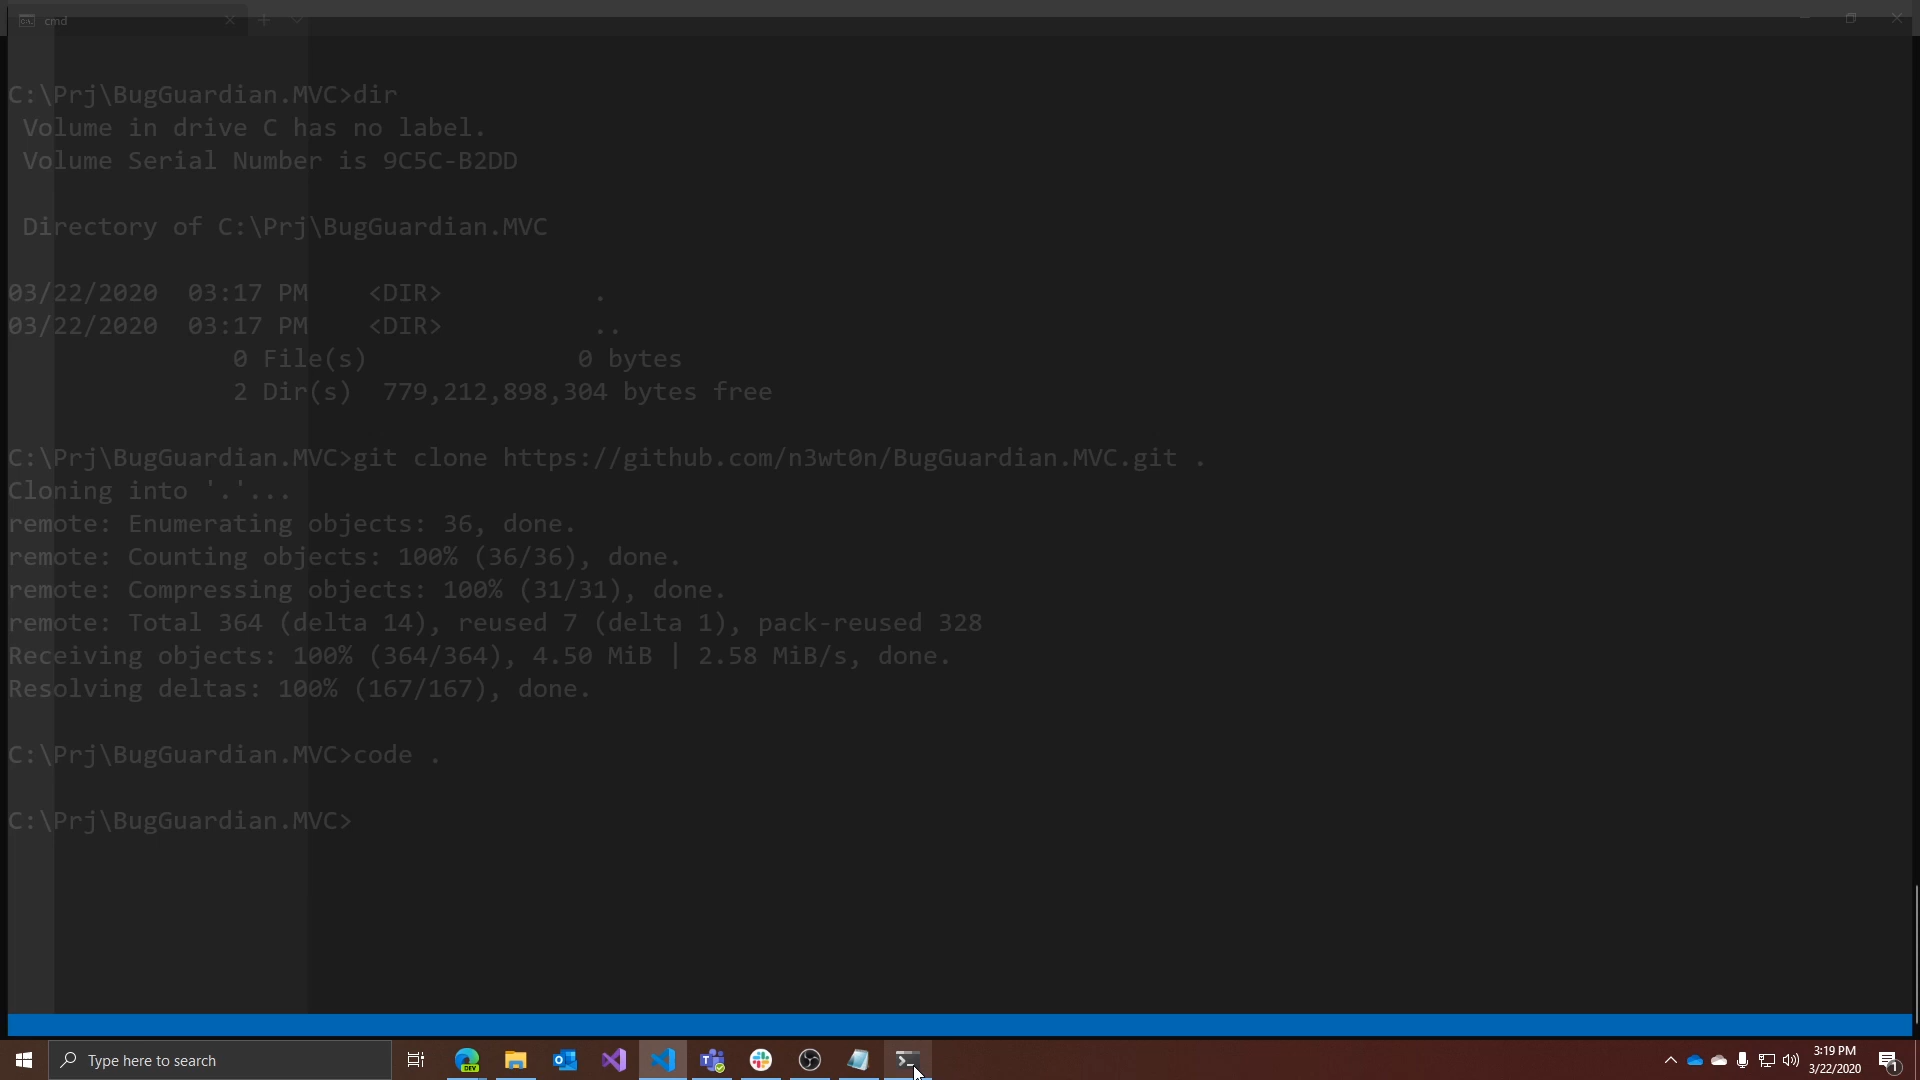 cmd
C:\Prj\BugGuardian.MVC>dir
Volume in drive C has no label.
Volume Serial Number is 9C5C-B2DD
Directory of C:\Prj\BugGuardian.MVC
03/22/2020  03:17 PM    <DIR>          .
03/22/2020  03:17 PM    <DIR>          ..
0 File(s)              0 bytes
2 Dir(s)  779,212,898,304 bytes free
C:\Prj\BugGuardian.MVC>git clone https://github.com/n3wt0n/BugGuardian.MVC.git .
Cloning into '.'...
remote: Enumerating objects: 36, done.
remote: Counting objects: 100% (36/36), done.
remote: Compressing objects: 100% (31/31), done.
remote: Total 364 (delta 14), reused 7 (delta 1), pack-reused 328
Receiving objects: 100% (364/364), 4.50 MiB | 2.58 MiB/s, done.
Resolving deltas: 100% (167/167), done.
C:\Prj\BugGuardian.MVC>code .
C:\Prj\BugGuardian.MVC>
Type here to search
DEV
3:19 PM
3/22/2020
1